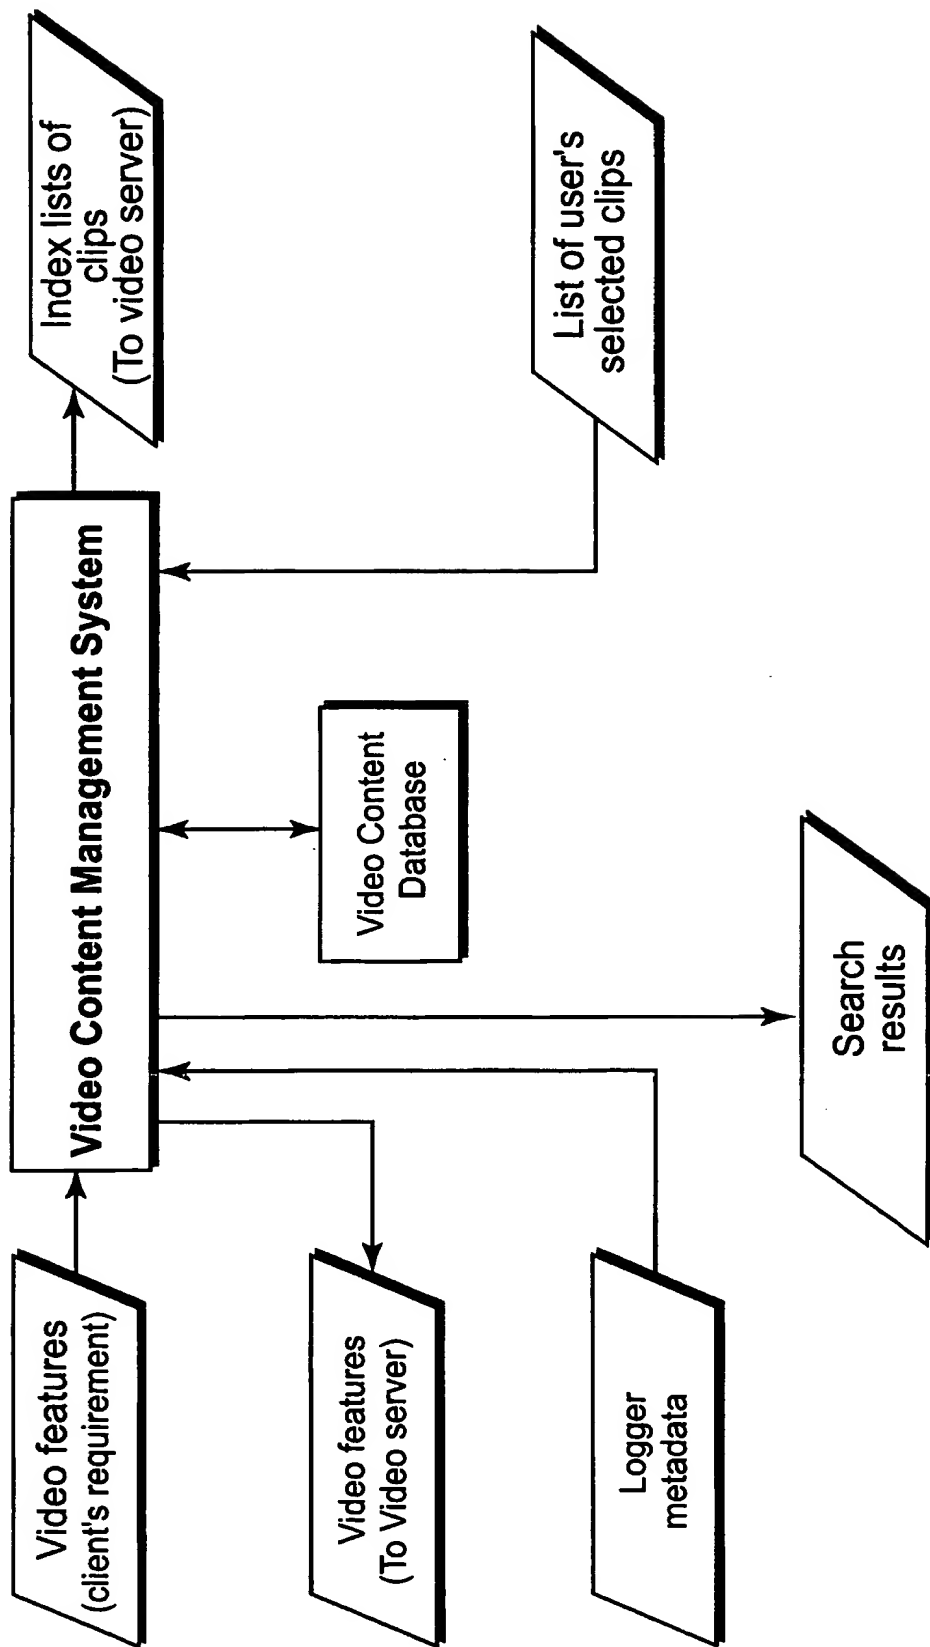 Video features
(client's requirement)
Video Content Management System
Index lists of
clips
(To video server)
Video features
(To Video server)
Video Content
Database
List of user's
selected clips
Logger
metadata
Search
results